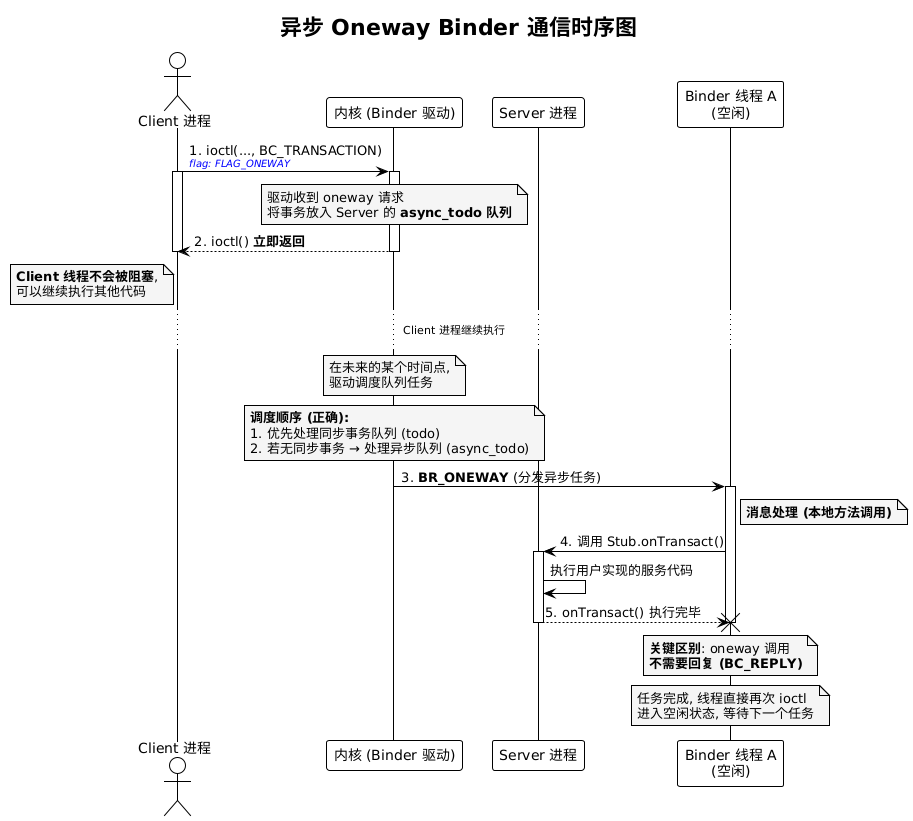 异步 Oneway Binder 通信时序图
Client 进程
内核 (Binder 驱动)
Server 进程
Binder 线程 A
(空闲)
1. ioctl(..., BC_TRANSACTION)
flag: FLAG_ONEWAY
驱动收到 oneway 请求
将事务放入 Server 的 async_todo 队列
2. ioctl() 立即返回
Client 线程不会被阻塞,
可以继续执行其他代码
Client 进程继续执行
在未来的某个时间点,
驱动调度队列任务
调度顺序 (正确):
1. 优先处理同步事务队列 (todo)
2. 若无同步事务 → 处理异步队列 (async_todo)
3. BR_ONEWAY (分发异步任务)
消息处理 (本地方法调用)
4. 调用 Stub.onTransact()
执行用户实现的服务代码
5. onTransact() 执行完毕
关键区别: oneway 调用
不需要回复 (BC_REPLY)
任务完成, 线程直接再次 ioctl
进入空闲状态, 等待下一个任务
Client 进程
内核 (Binder 驱动)
Server 进程
Binder 线程 A
(空闲)